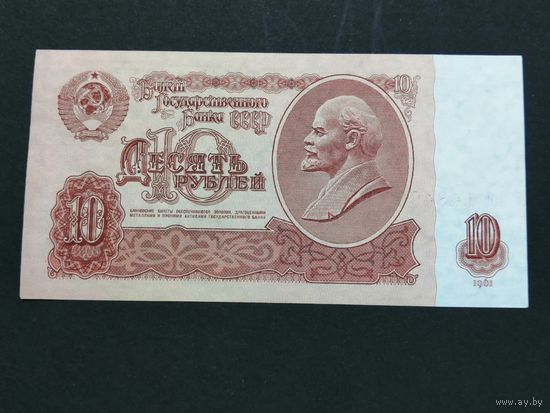 Билет
Государственного
Банка СССР
10
10
Десять
рублей
БАНКОВСКИЕ БИЛЕТЫ ОБЕСПЕЧИВАЮТСЯ ЗОЛОТОМ, ДРАГОЦЕННЫМИ
МЕТАЛЛАМИ И ПРОЧИМИ АКТИВАМИ ГОСУДАРСТВЕННОГО БАНКА
10
10
1961
www.ay.by